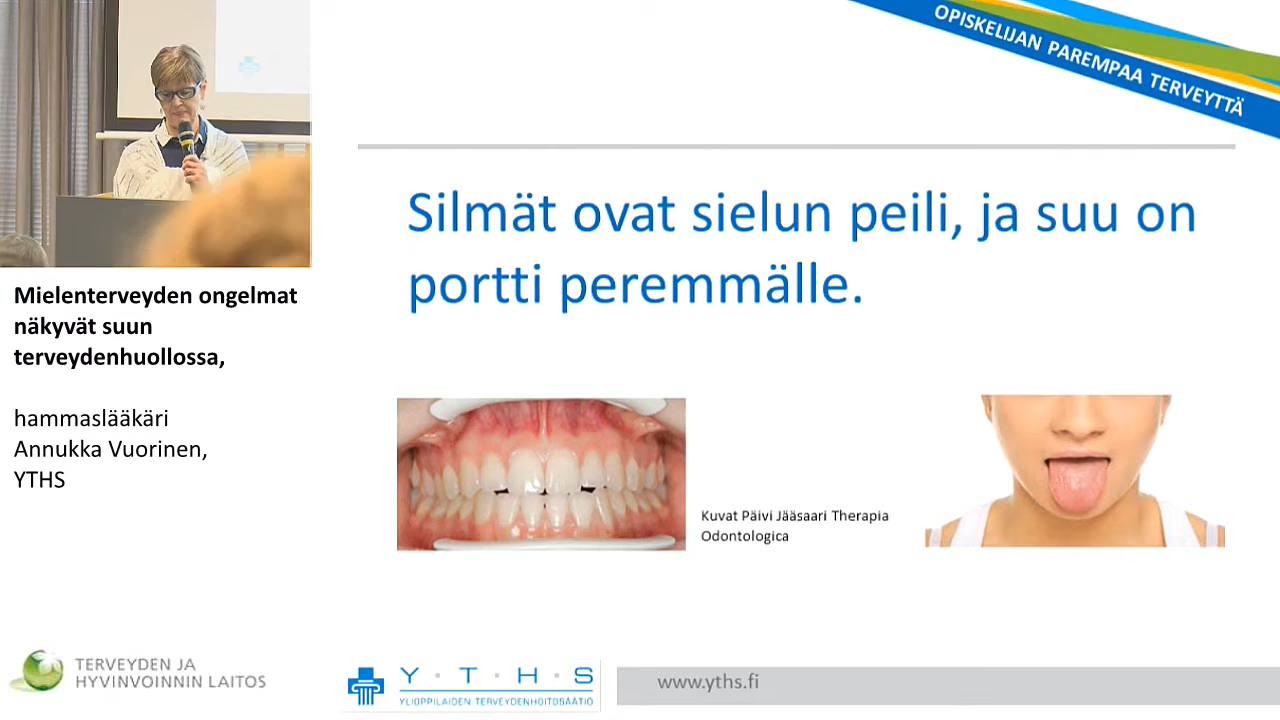 OPISKELIJAN PAREMPAA TERVEYTTÄ
Silmät ovat sielun peili, ja suu on
portti peremmälle.
Mielenterveyden ongelmat
näkyvät suun
terveydenhuollossa,
hammaslääkäri
Annukka Vuorinen,
YTHS
Kuvat Päivi Jääsaari Therapia
Odontologica
TERVEYDEN JA
HYVINVOINNIN LAITOS
Y·T·H·S
YLIOPPILAIDEN TERVEYDENHOITOSÄÄTIÖ
www.yths.fi